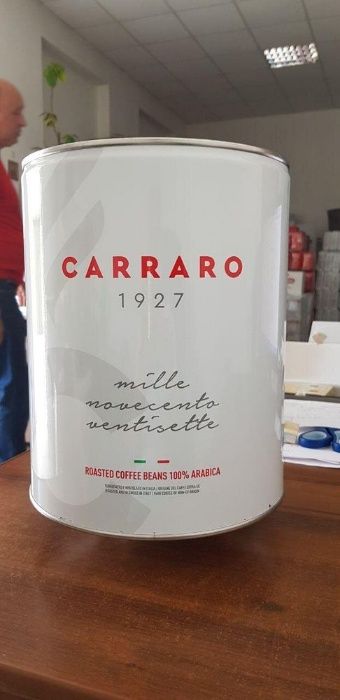 CARRARO
1927
mille
novecento
ventisette
ROASTED COFFEE BEANS 100% ARABICA